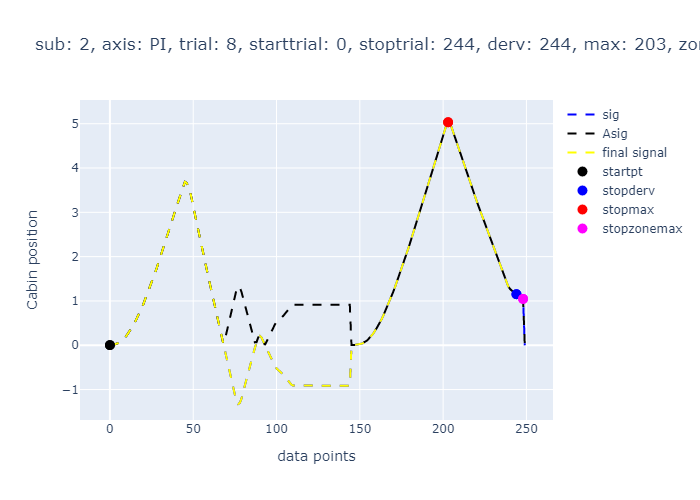 sub: 2, axis: PI, trial: 8, starttrial: 0, stoptrial: 244, derv: 244, max: 203,
5
4
3
2
1
0
−1
0
50
100
150
200
250
Cabin position
data points
sig
Asig
final signal
startpt
stopderv
stopmax
stopzonemax